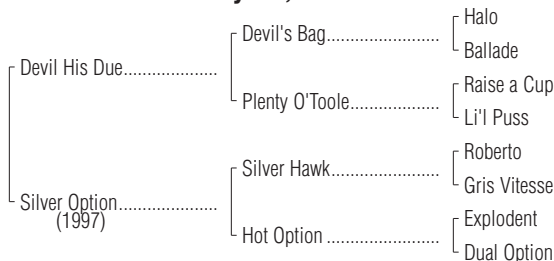 Halo
Devil's Bag
Ballade
Devil His Due
Raise a Cup
Plenty O'Toole
Li'l Puss
Roberto
Silver Hawk
Gris Vitesse
Silver Option
(1997)
Explodent
Hot Option
Dual Option